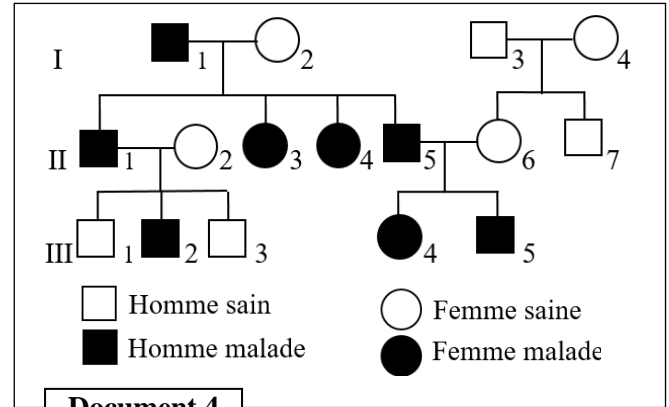 I 1 2 3 4
II 1 2 3 4 5 6 7
III 1 2 3 4 5
Homme sain Femme saine
Homme malade Femme malade
Document 4